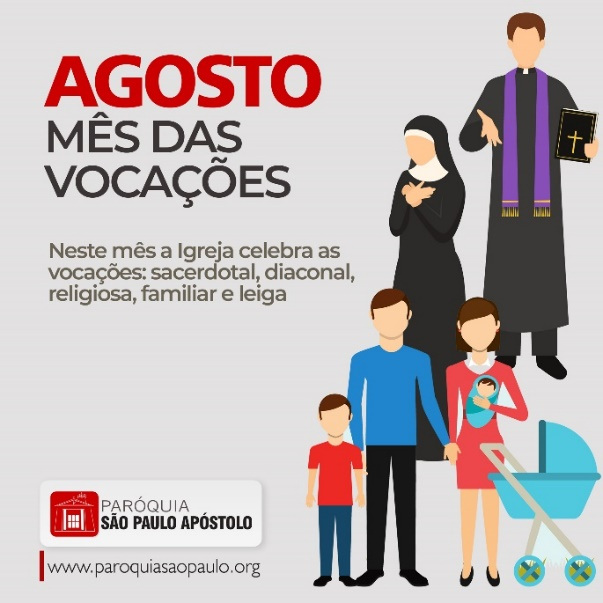 AGOSTO
MÊS DAS
VOCAÇÕES
Neste mês a Igreja celebra as
vocações: sacerdotal, diaconal,
religiosa, familiar e leiga
PARÓQUIA
SÃO PAULO APÓSTOLO
www.paroquiasaopaulo.org